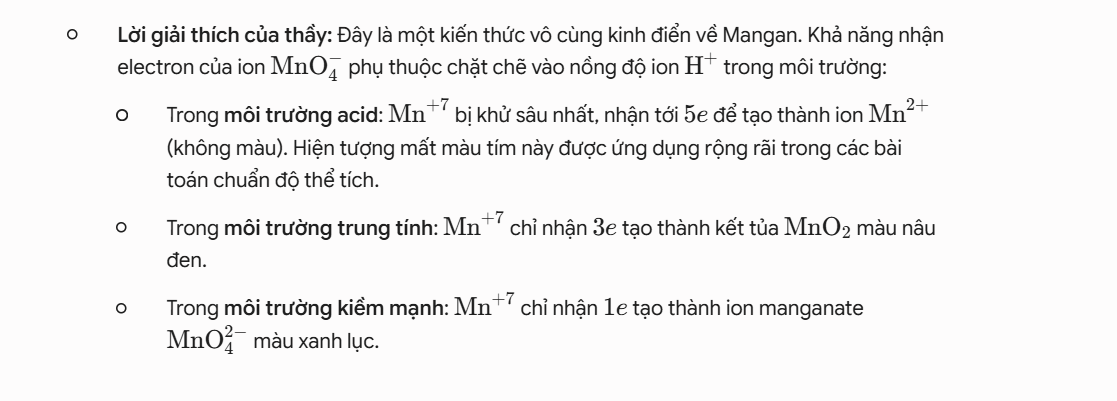 Lời giải thích của thầy: Đây là một kiến thức vô cùng kinh điển về Mangan. Khả năng nhận
electron của ion MnO₄⁻ phụ thuộc chặt chẽ vào nồng độ ion H⁺ trong môi trường:
Trong môi trường acid: Mn⁺⁷ bị khử sâu nhất, nhận tới 5e để tạo thành ion Mn²⁺
(không màu). Hiện tượng mất màu tím này được ứng dụng rộng rãi trong các bài
toán chuẩn độ thể tích.
Trong môi trường trung tính: Mn⁺⁷ chỉ nhận 3e tạo thành kết tủa MnO₂ màu nâu
đen.
Trong môi trường kiềm mạnh: Mn⁺⁷ chỉ nhận 1e tạo thành ion manganate
MnO₄²⁻ màu xanh lục.